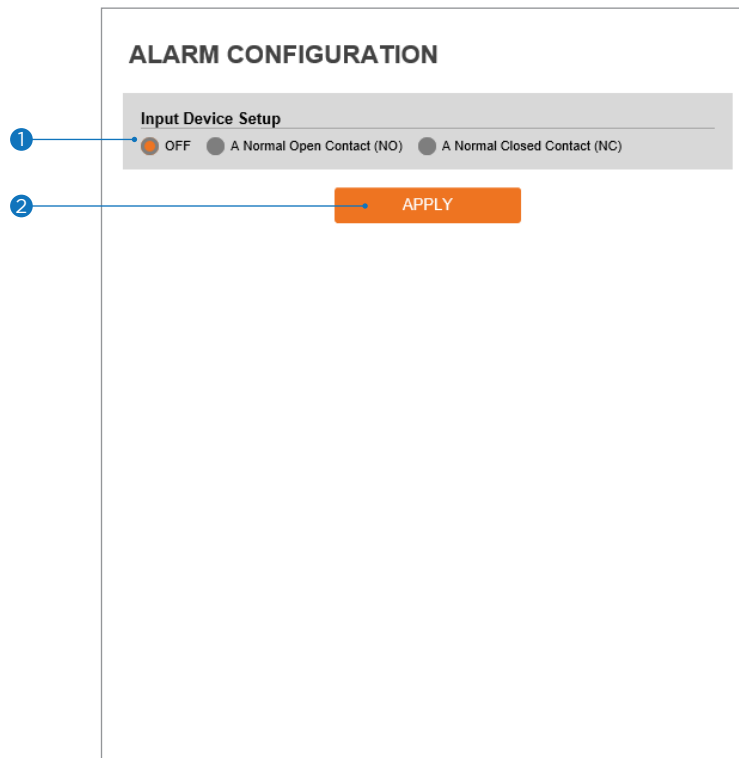 ALARM CONFIGURATION
Input Device Setup
1
OFF A Normal Open Contact (NO) A Normal Closed Contact (NC)
2
APPLY